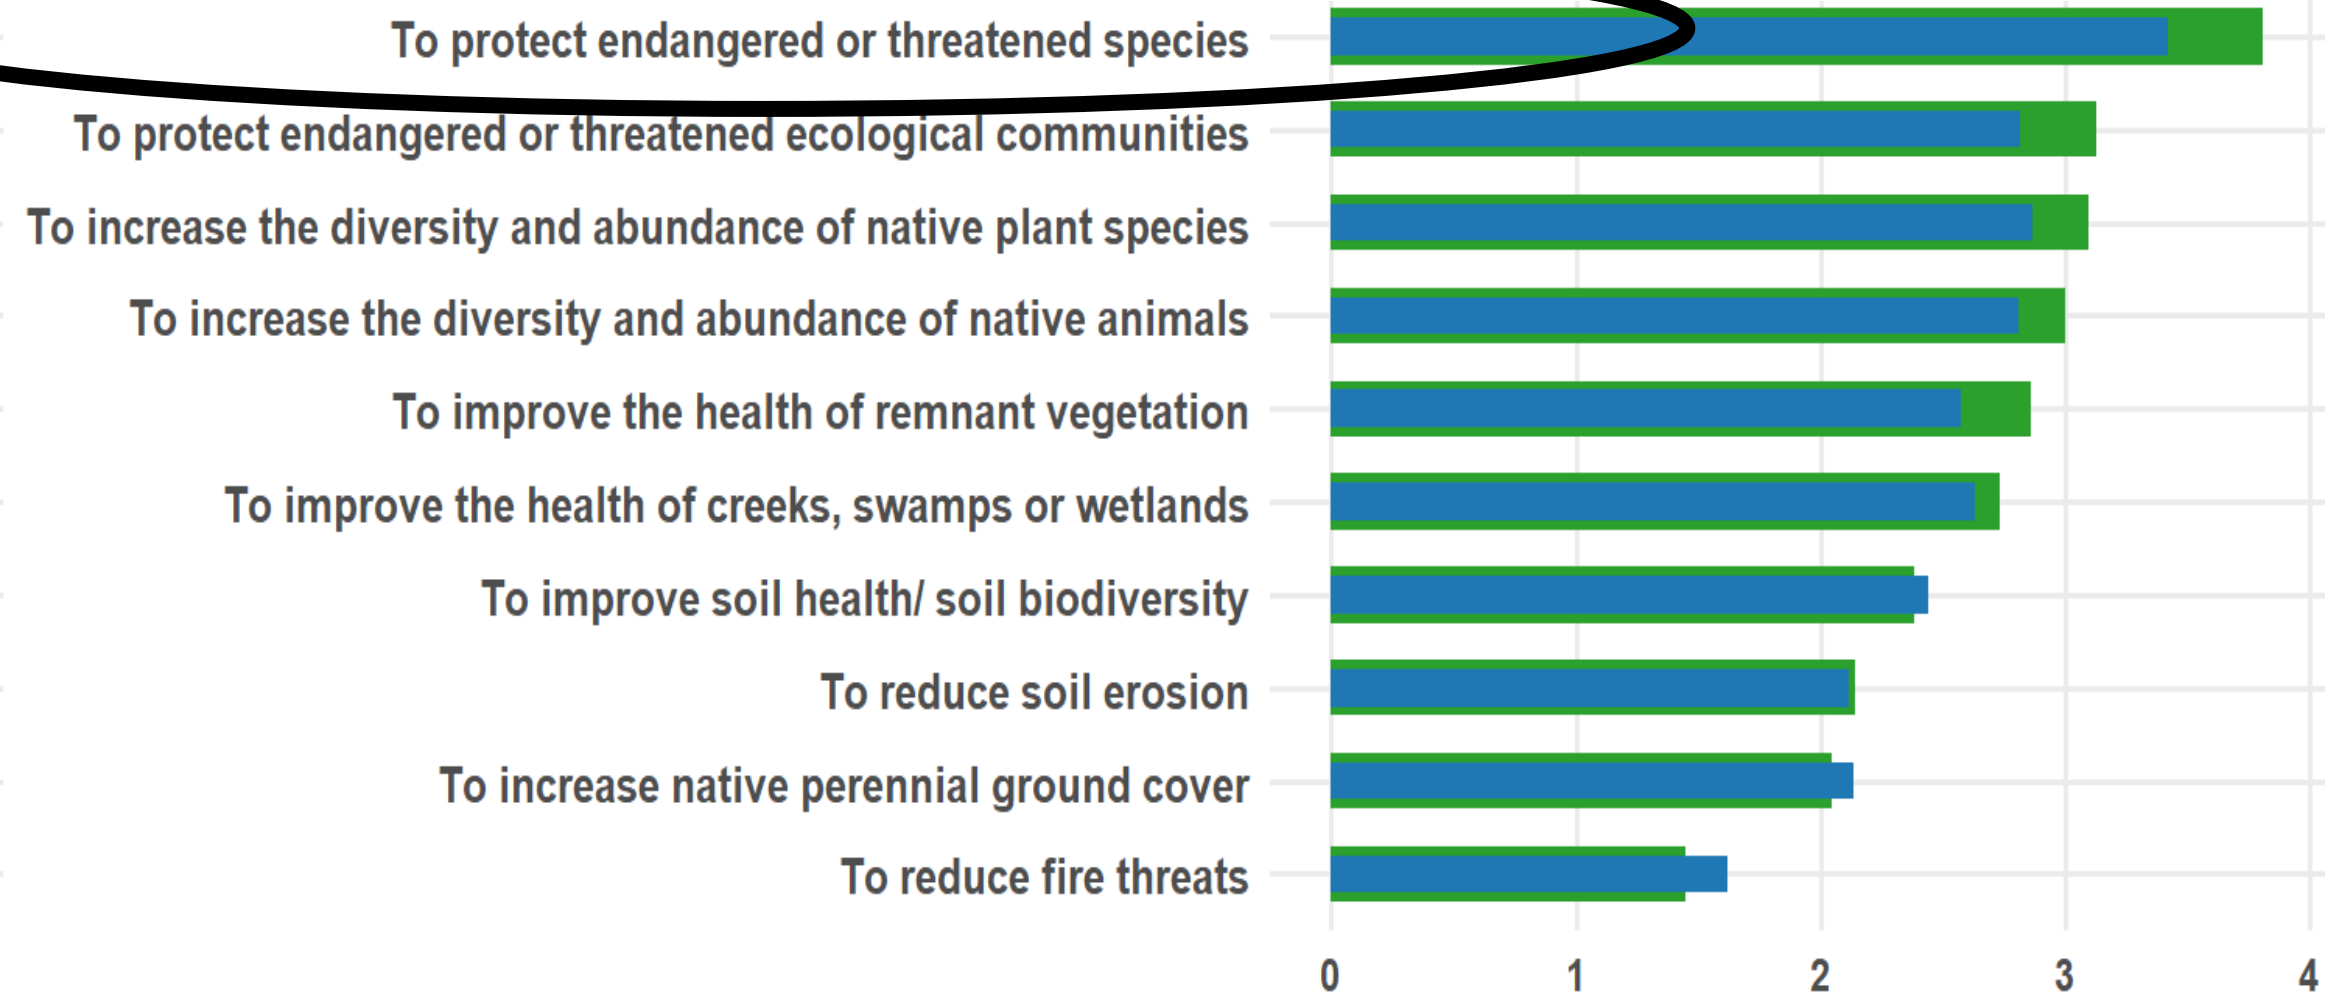 To protect endangered or threatened species
To protect endangered or threatened ecological communities
To increase the diversity and abundance of native plant species
To increase the diversity and abundance of native animals
To improve the health of remnant vegetation
To improve the health of creeks, swamps or wetlands
To improve soil health/ soil biodiversity
To reduce soil erosion
To increase native perennial ground cover
To reduce fire threats
0 1 2 3 4